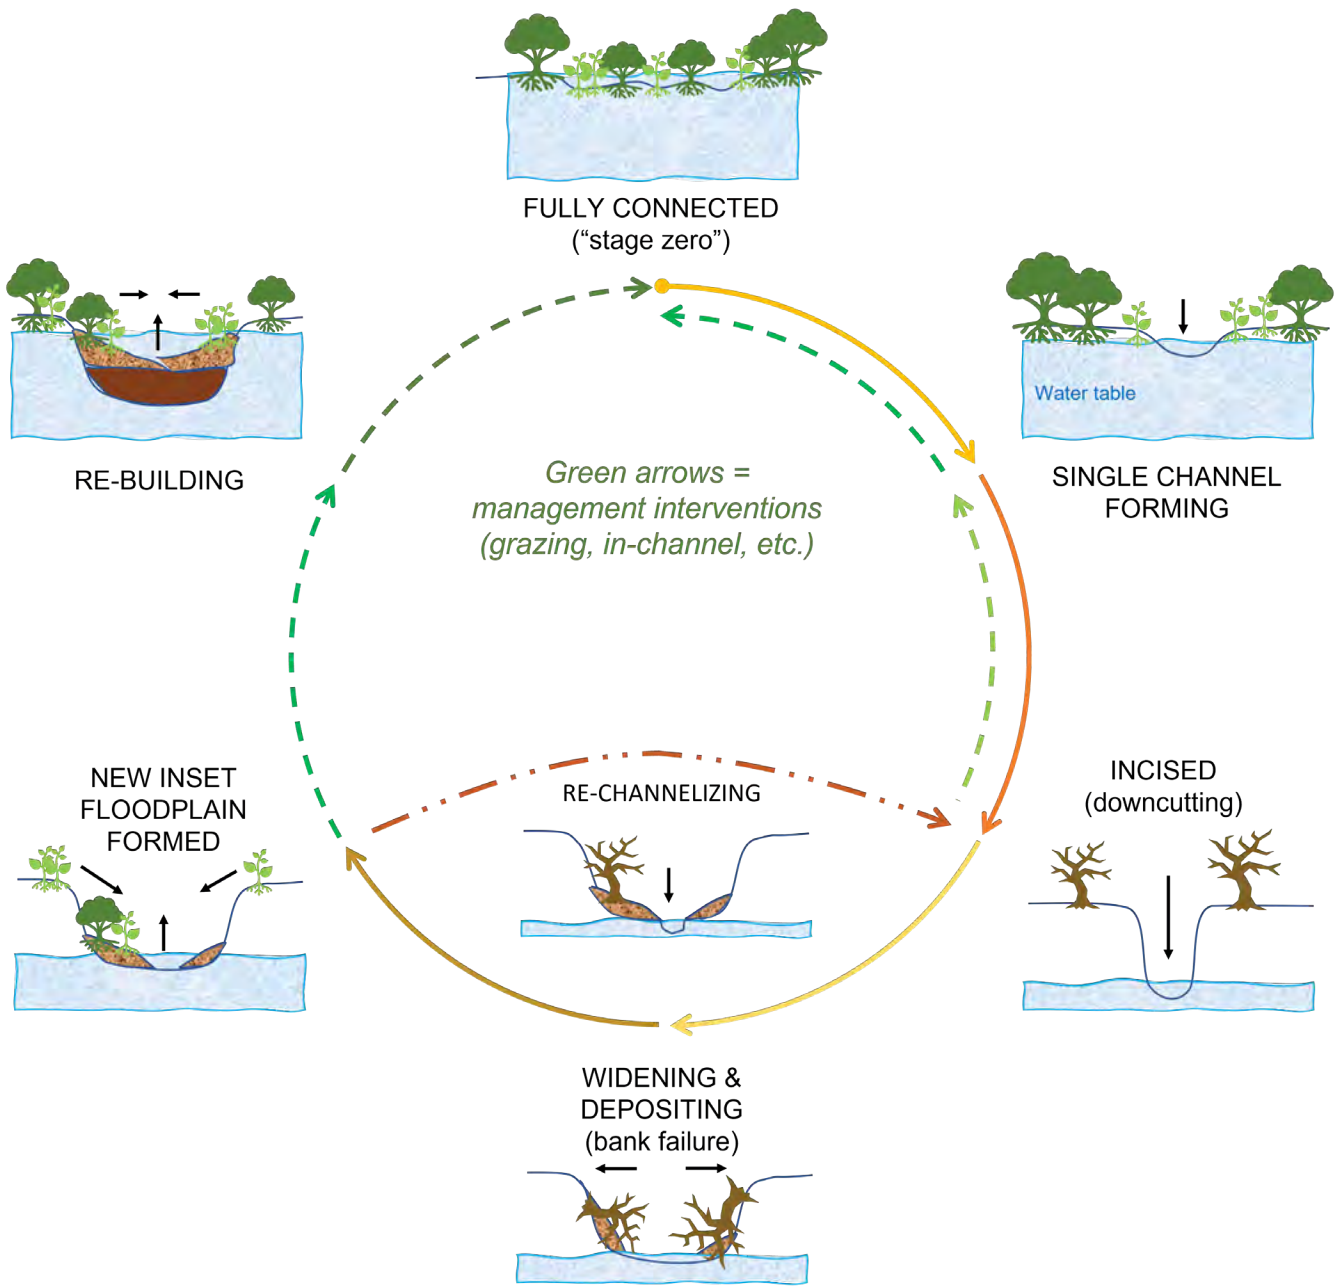 FULLY CONNECTED
(“stage zero”)
Water table
SINGLE CHANNEL
FORMING
RE-BUILDING
Green arrows =
management interventions
(grazing, in-channel, etc.)
NEW INSET
FLOODPLAIN
FORMED
RE-CHANNELIZING
INCISED
(downcutting)
WIDENING &
DEPOSITING
(bank failure)